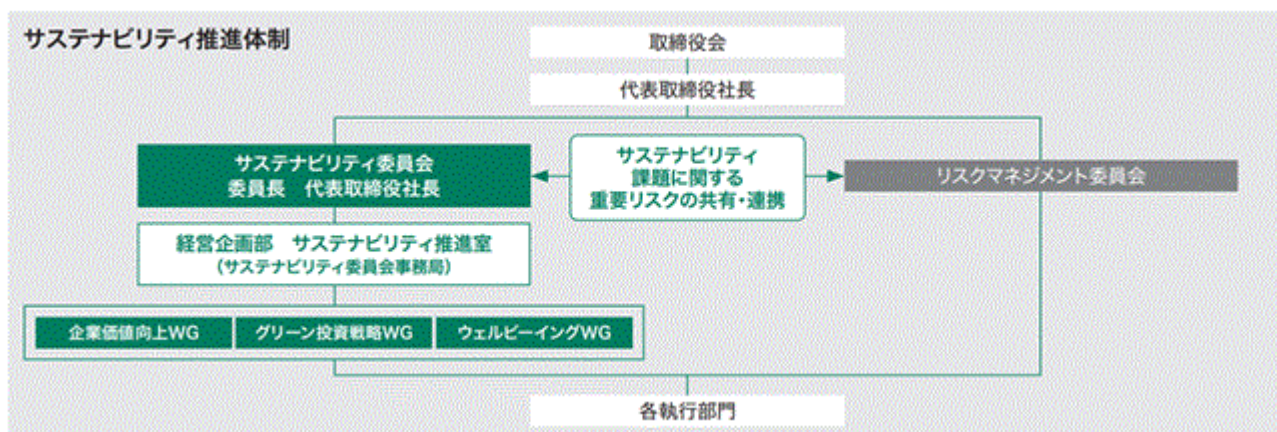 サステナビリティ推進体制
取締役会
代表取締役社長
サステナビリティ委員会
委員長　代表取締役社長
サステナビリティ
課題に関する
重要リスクの共有・連携
リスクマネジメント委員会
経営企画部　サステナビリティ推進室
（サステナビリティ委員会事務局）
企業価値向上WG
グリーン投資戦略WG
ウェルビーイングWG
各執行部門